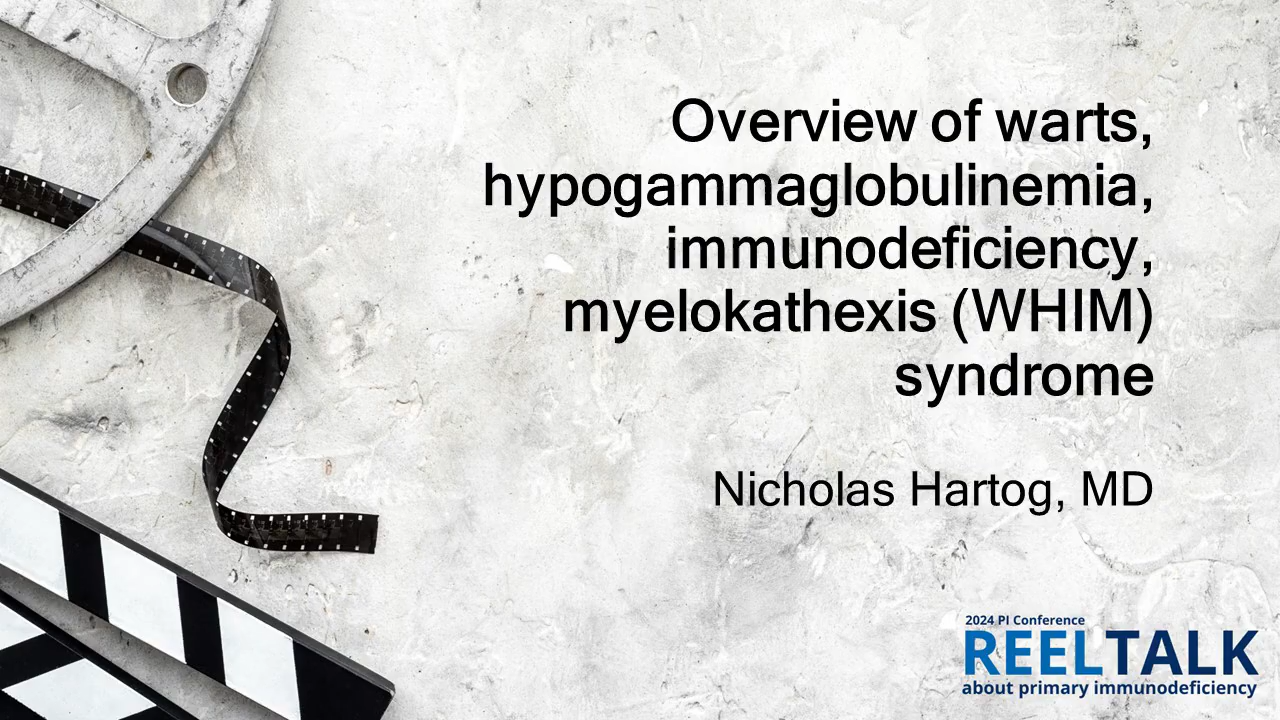 Overview of warts,
hypogammaglobulinemia,
immunodeficiency,
myelokathexis (WHIM)
syndrome
Nicholas Hartog, MD
2024 PI Conference
REELTALK
about primary immunodeficiency